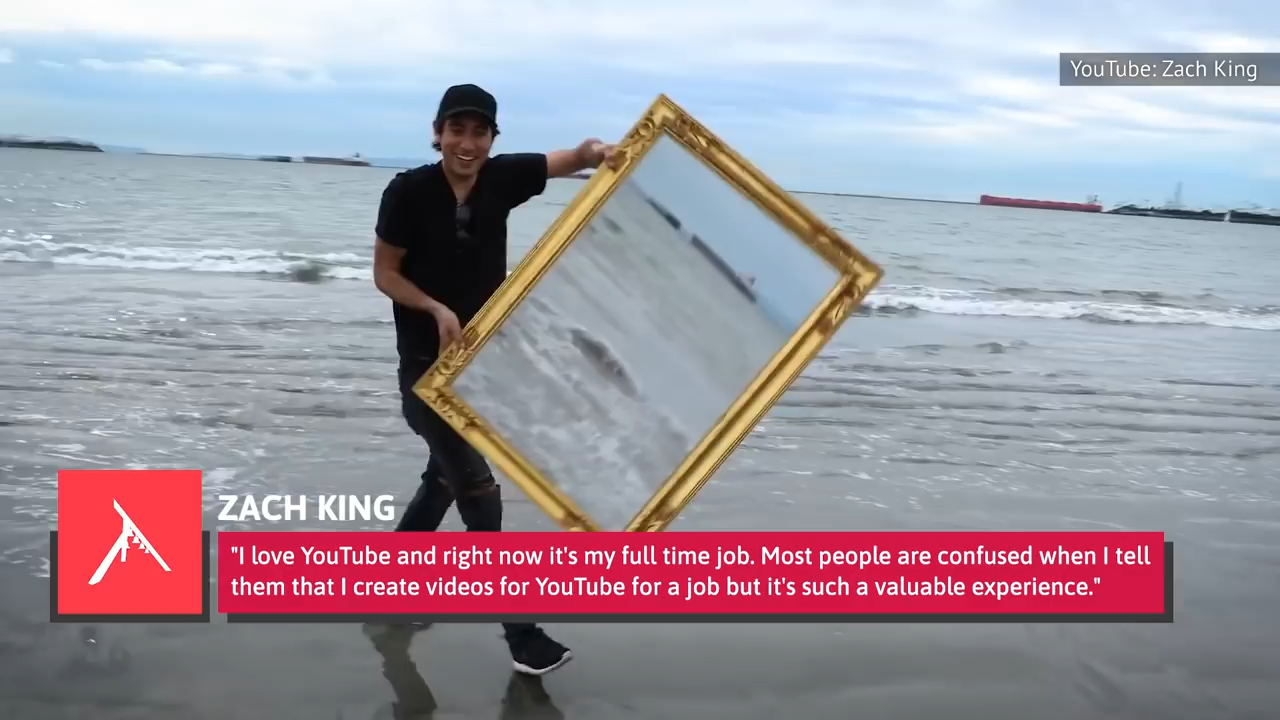 YouTube: Zach King
ZACH KING
"I love YouTube and right now it's my full time job. Most people are confused when I tell
them that I create videos for YouTube for a job but it's such a valuable experience."